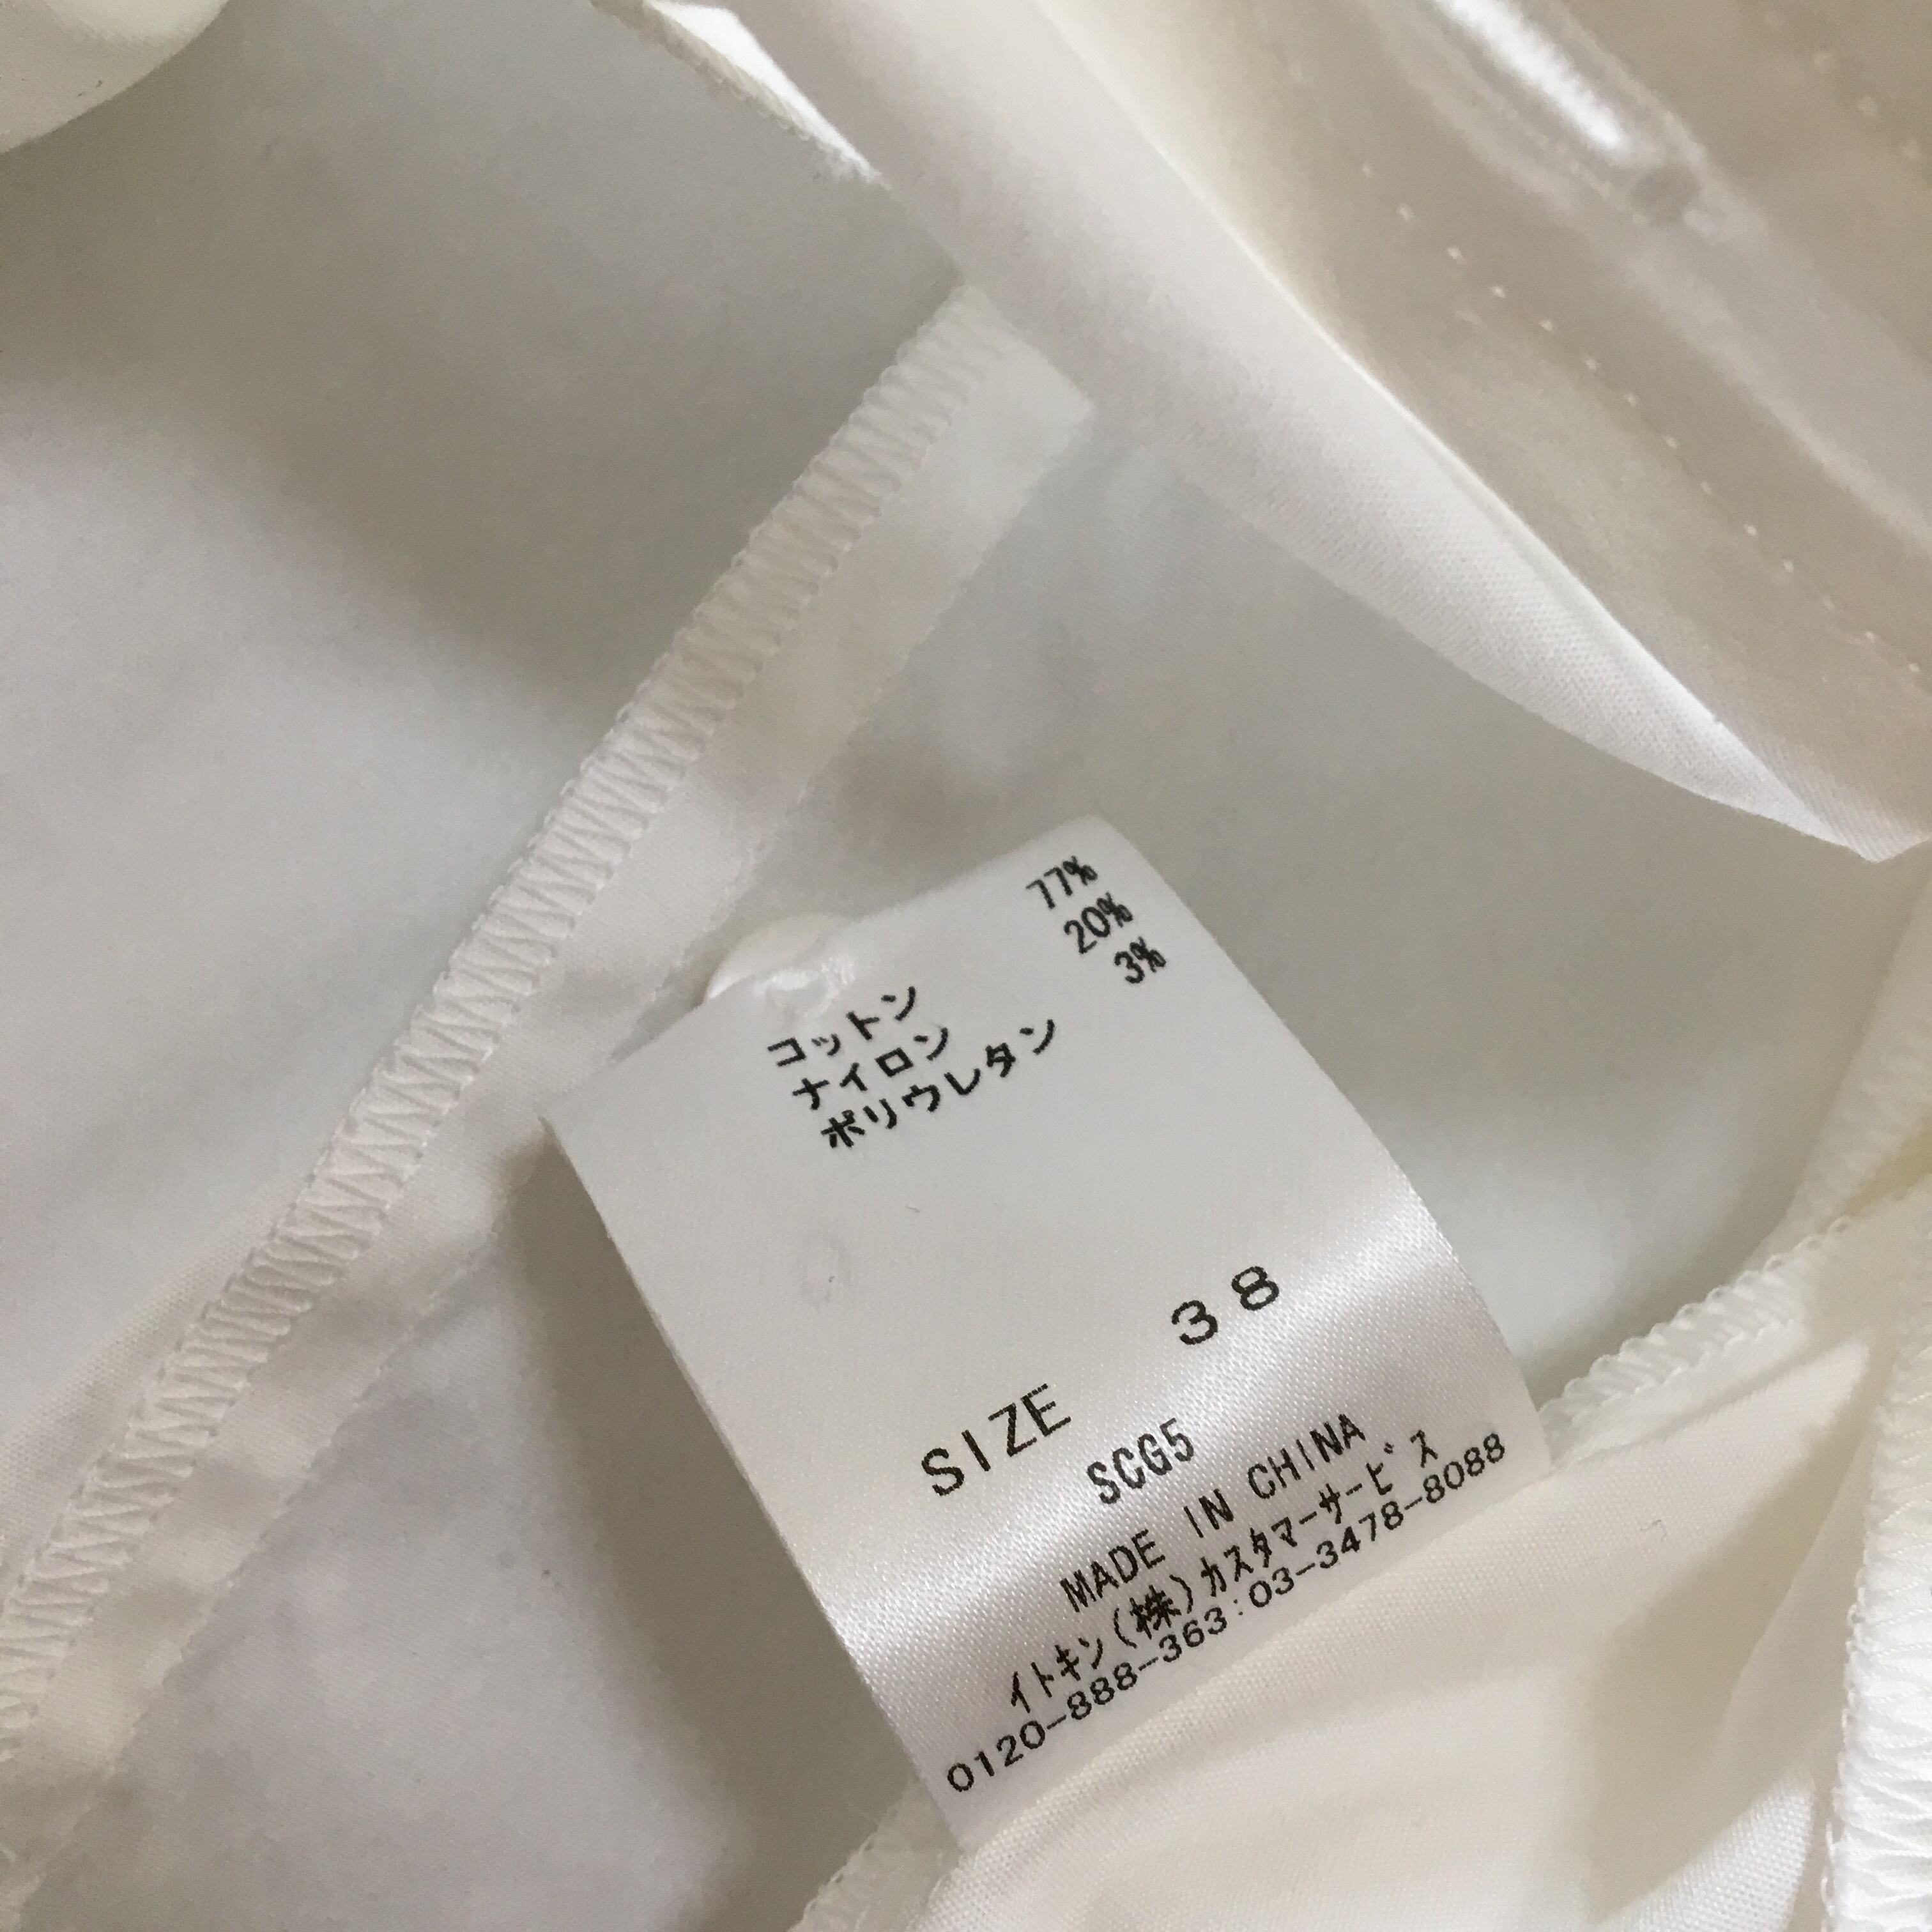 コットン 77%
ナイロン 20%
ポリウレタン 3%
SIZE 38
SCG5
MADE IN CHINA
イトキン(株)カスタマーサービス
0120-888-363:03-3478-8088